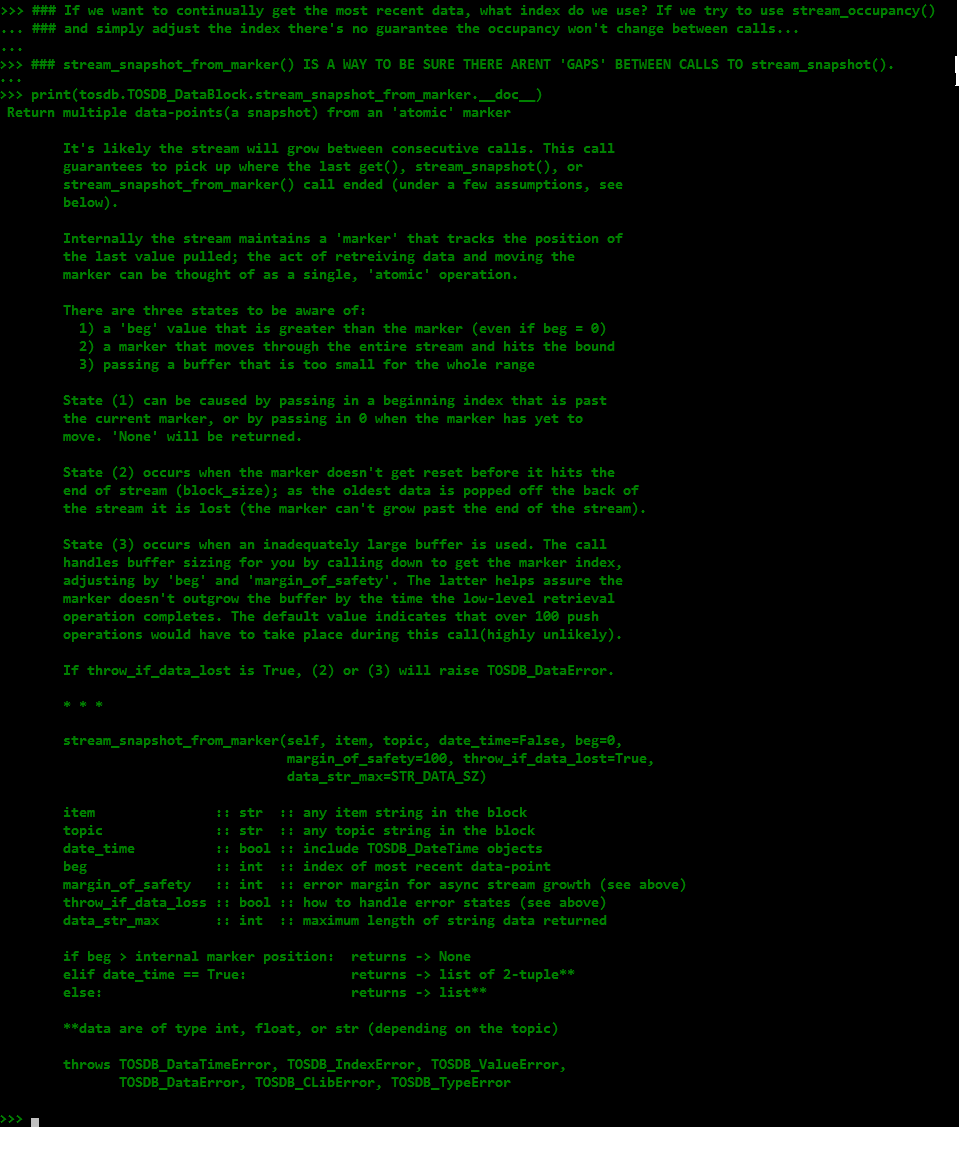 >>> ### If we want to continually get the most recent data, what index do we use? If we try to use stream_occupancy()
... ### and simply adjust the index there's no guarantee the occupancy won't change between calls...
...
>>> ### stream_snapshot_from_marker() IS A WAY TO BE SURE THERE ARENT 'GAPS' BETWEEN CALLS TO stream_snapshot().
...
>>> print(tosdb.TOSDB_DataBlock.stream_snapshot_from_marker.__doc__)
 Return multiple data-points(a snapshot) from an 'atomic' marker

        It's likely the stream will grow between consecutive calls. This call
        guarantees to pick up where the last get(), stream_snapshot(), or
        stream_snapshot_from_marker() call ended (under a few assumptions, see
        below).

        Internally the stream maintains a 'marker' that tracks the position of
        the last value pulled; the act of retreiving data and moving the
        marker can be thought of as a single, 'atomic' operation.

        There are three states to be aware of:
          1) a 'beg' value that is greater than the marker (even if beg = 0)
          2) a marker that moves through the entire stream and hits the bound
          3) passing a buffer that is too small for the whole range

        State (1) can be caused by passing in a beginning index that is past
        the current marker, or by passing in 0 when the marker has yet to
        move. 'None' will be returned.

        State (2) occurs when the marker doesn't get reset before it hits the
        end of stream (block_size); as the oldest data is popped off the back of
        the stream it is lost (the marker can't grow past the end of the stream).

        State (3) occurs when an inadequately large buffer is used. The call
        handles buffer sizing for you by calling down to get the marker index,
        adjusting by 'beg' and 'margin_of_safety'. The latter helps assure the
        marker doesn't outgrow the buffer by the time the low-level retrieval
        operation completes. The default value indicates that over 100 push
        operations would have to take place during this call(highly unlikely).

        If throw_if_data_lost is True, (2) or (3) will raise TOSDB_DataError.

        * * *

        stream_snapshot_from_marker(self, item, topic, date_time=False, beg=0,
                                    margin_of_safety=100, throw_if_data_lost=True,
                                    data_str_max=STR_DATA_SZ)

        item               :: str  :: any item string in the block
        topic              :: str  :: any topic string in the block
        date_time          :: bool :: include TOSDB_DateTime objects
        beg                :: int  :: index of most recent data-point
        margin_of_safety   :: int  :: error margin for async stream growth (see above)
        throw_if_data_loss :: bool :: how to handle error states (see above)
        data_str_max       :: int  :: maximum length of string data returned

        if beg > internal marker position:  returns -> None
        elif date_time == True:             returns -> list of 2-tuple**
        else:                               returns -> list**

        **data are of type int, float, or str (depending on the topic)

        throws TOSDB_DataTimeError, TOSDB_IndexError, TOSDB_ValueError,
               TOSDB_DataError, TOSDB_CLibError, TOSDB_TypeError

>>>